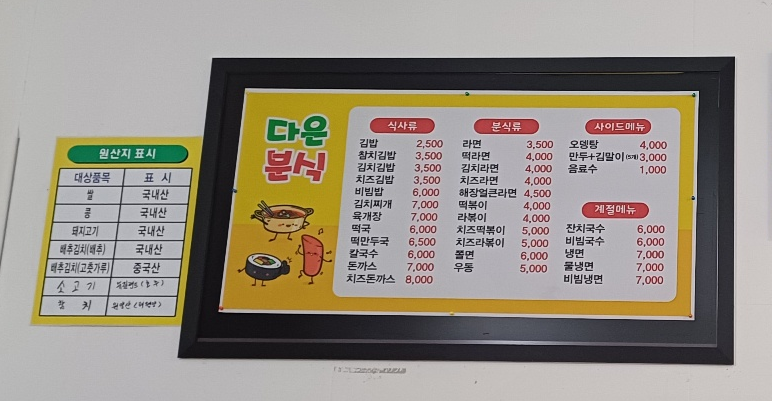 원산지 표시
대상품목 표 시
쌀 국내산
콩 국내산
돼지고기 국내산
배추김치(배추) 국내산
배추김치(고춧가루) 중국산
소고기
참 치
다온
분식
식사류
김밥 2,500
참치김밥 3,500
김치김밥 3,500
치즈김밥 3,500
비빔밥 6,000
김치찌개 7,000
육개장 7,000
떡국 6,000
떡만두국 6,500
칼국수 6,000
돈까스 7,000
치즈돈까스 8,000
분식류
라면 3,500
떡라면 4,000
김치라면 4,000
치즈라면 4,000
해장얼큰라면 4,500
떡볶이 4,000
라볶이 5,000
치즈떡볶이 5,000
치즈라볶이 5,000
쫄면 6,000
우동 5,000
사이드메뉴
오뎅탕 4,000
만두+김말이(5개) 3,000
음료수 1,000
계절메뉴
잔치국수 6,000
비빔국수 6,000
냉면 7,000
물냉면 7,000
비빔냉면 7,000